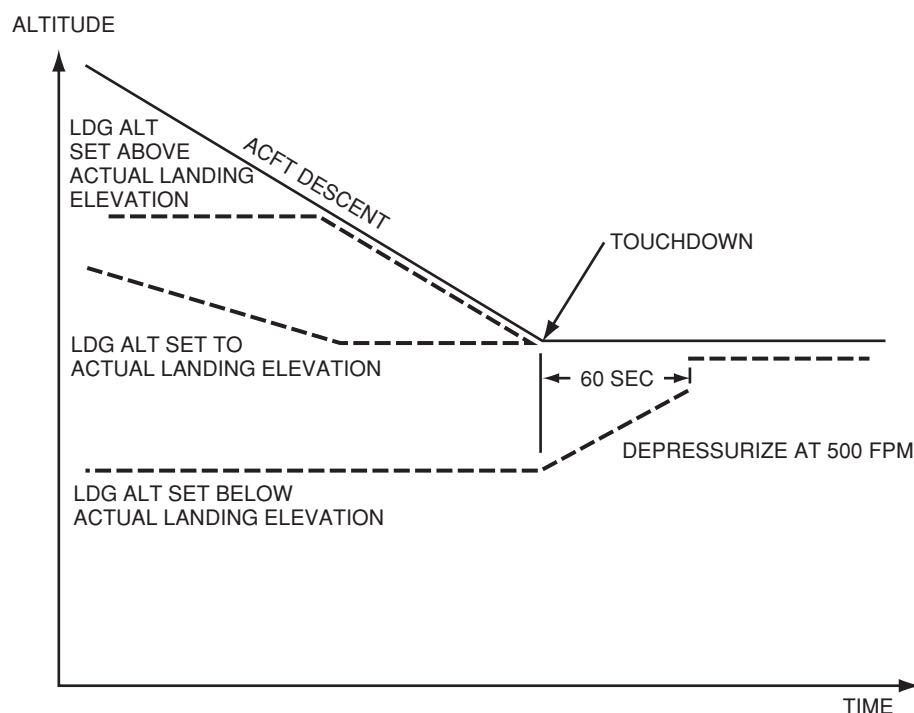 ALTITUDE
LDG ALT
SET ABOVE
ACTUAL LANDING
ELEVATION
ACFT DESCENT
TOUCHDOWN
LDG ALT SET TO
ACTUAL LANDING ELEVATION
60 SEC
DEPRESSURIZE AT 500 FPM
LDG ALT SET BELOW
ACTUAL LANDING ELEVATION
TIME